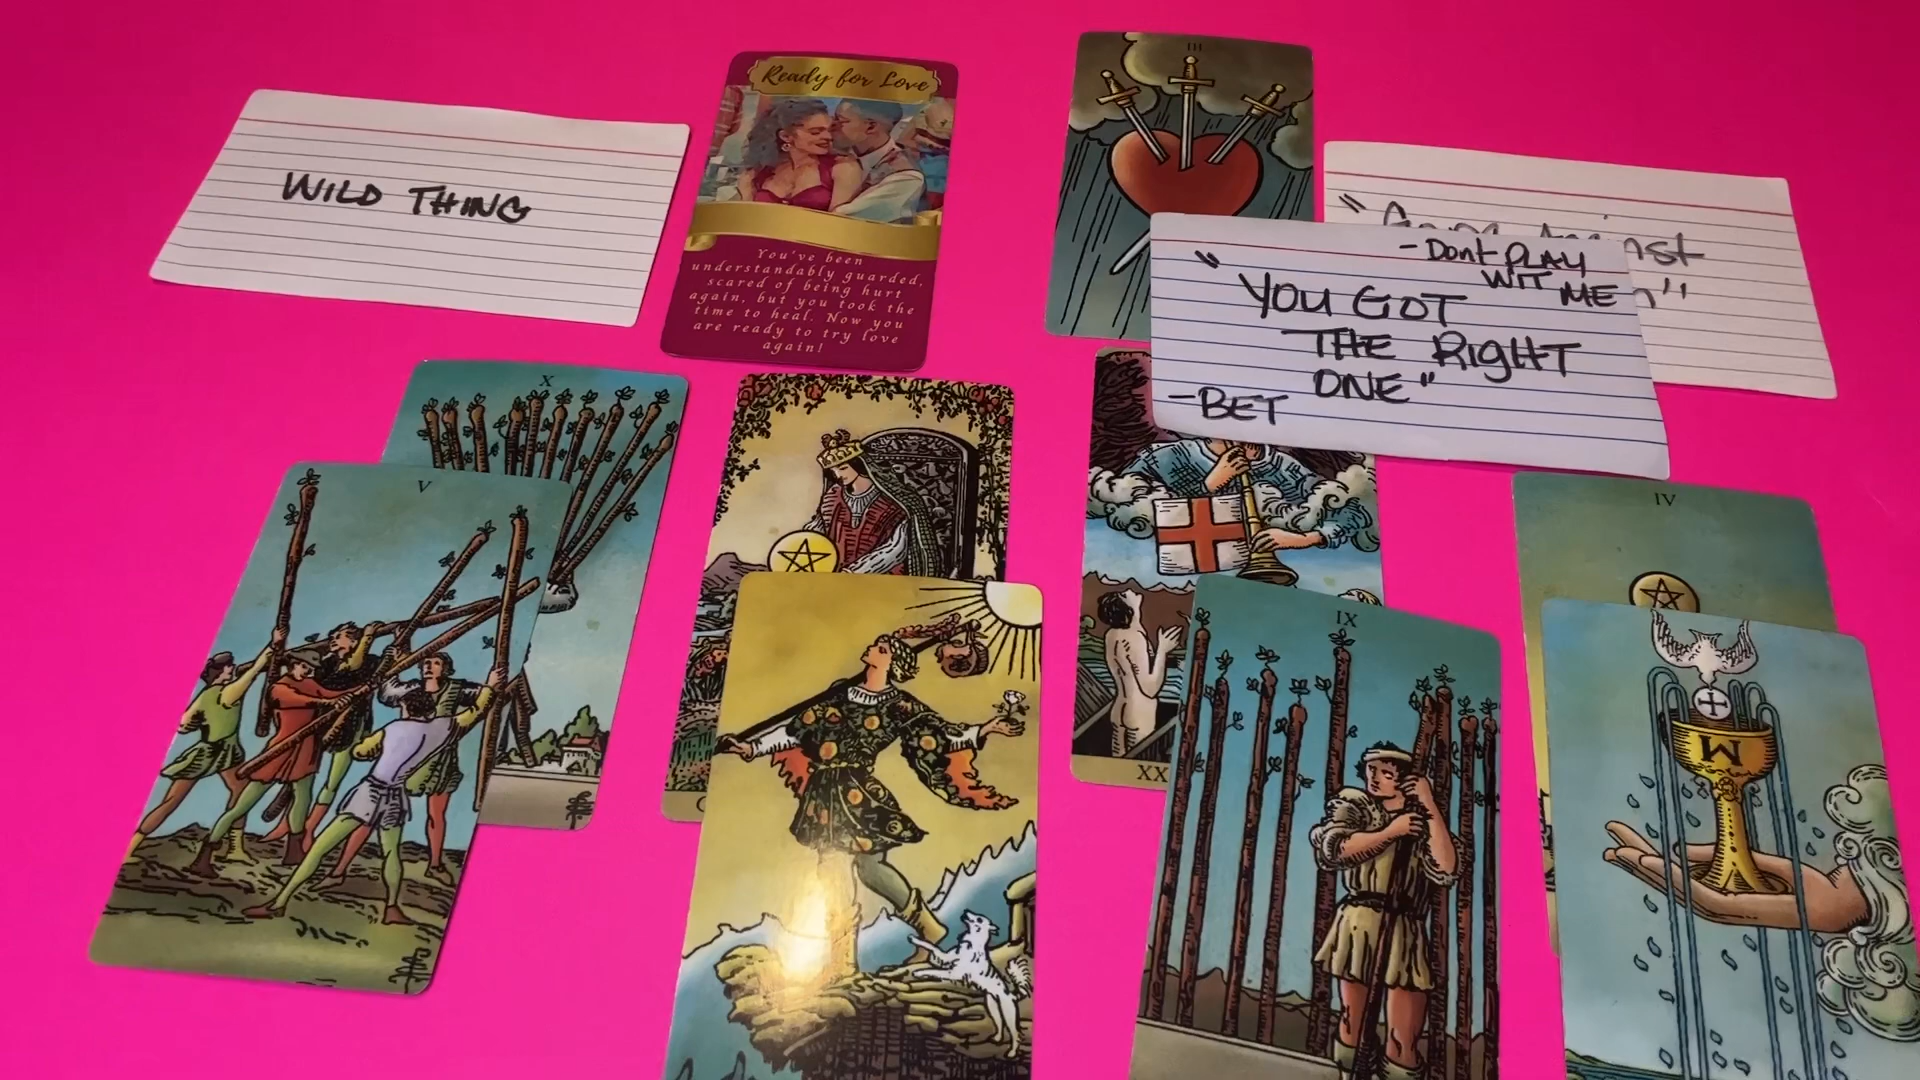 WILD THING
Ready for Love
You've been
understandably guarded,
scared of being hurt
again, but you took the
time to heal. Now you
are ready to try love
again!
III
-DONT PLAY
WIT ME
"YOU GOT
THE RIGHT
ONE"
-BET
X
V
IV
XX
IX
W